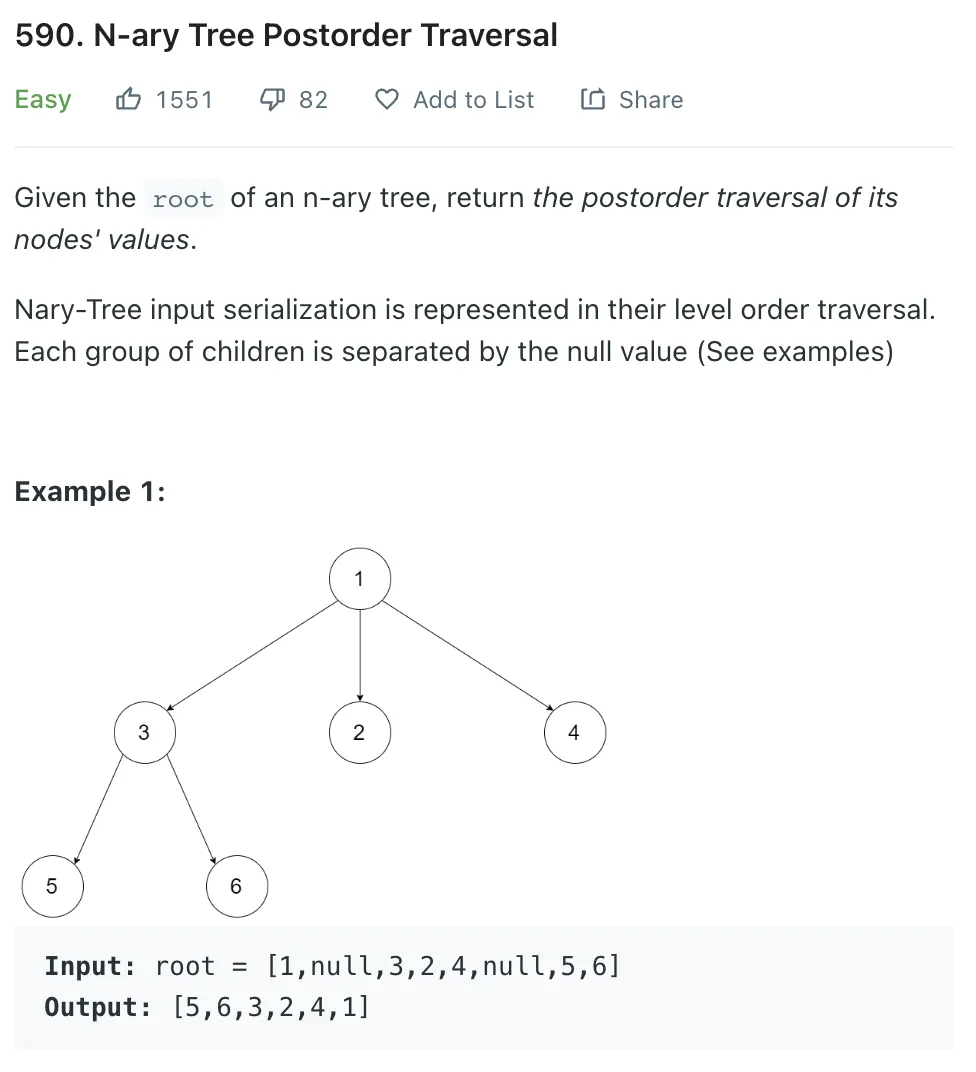 590. N-ary Tree Postorder Traversal
Easy 1551 82 Add to List Share
Given the root of an n-ary tree, return the postorder traversal of its
nodes' values.
Nary-Tree input serialization is represented in their level order traversal.
Each group of children is separated by the null value (See examples)
Example 1:
1
3 2 4
5 6
Input: root = [1,null,3,2,4,null,5,6]
Output: [5,6,3,2,4,1]